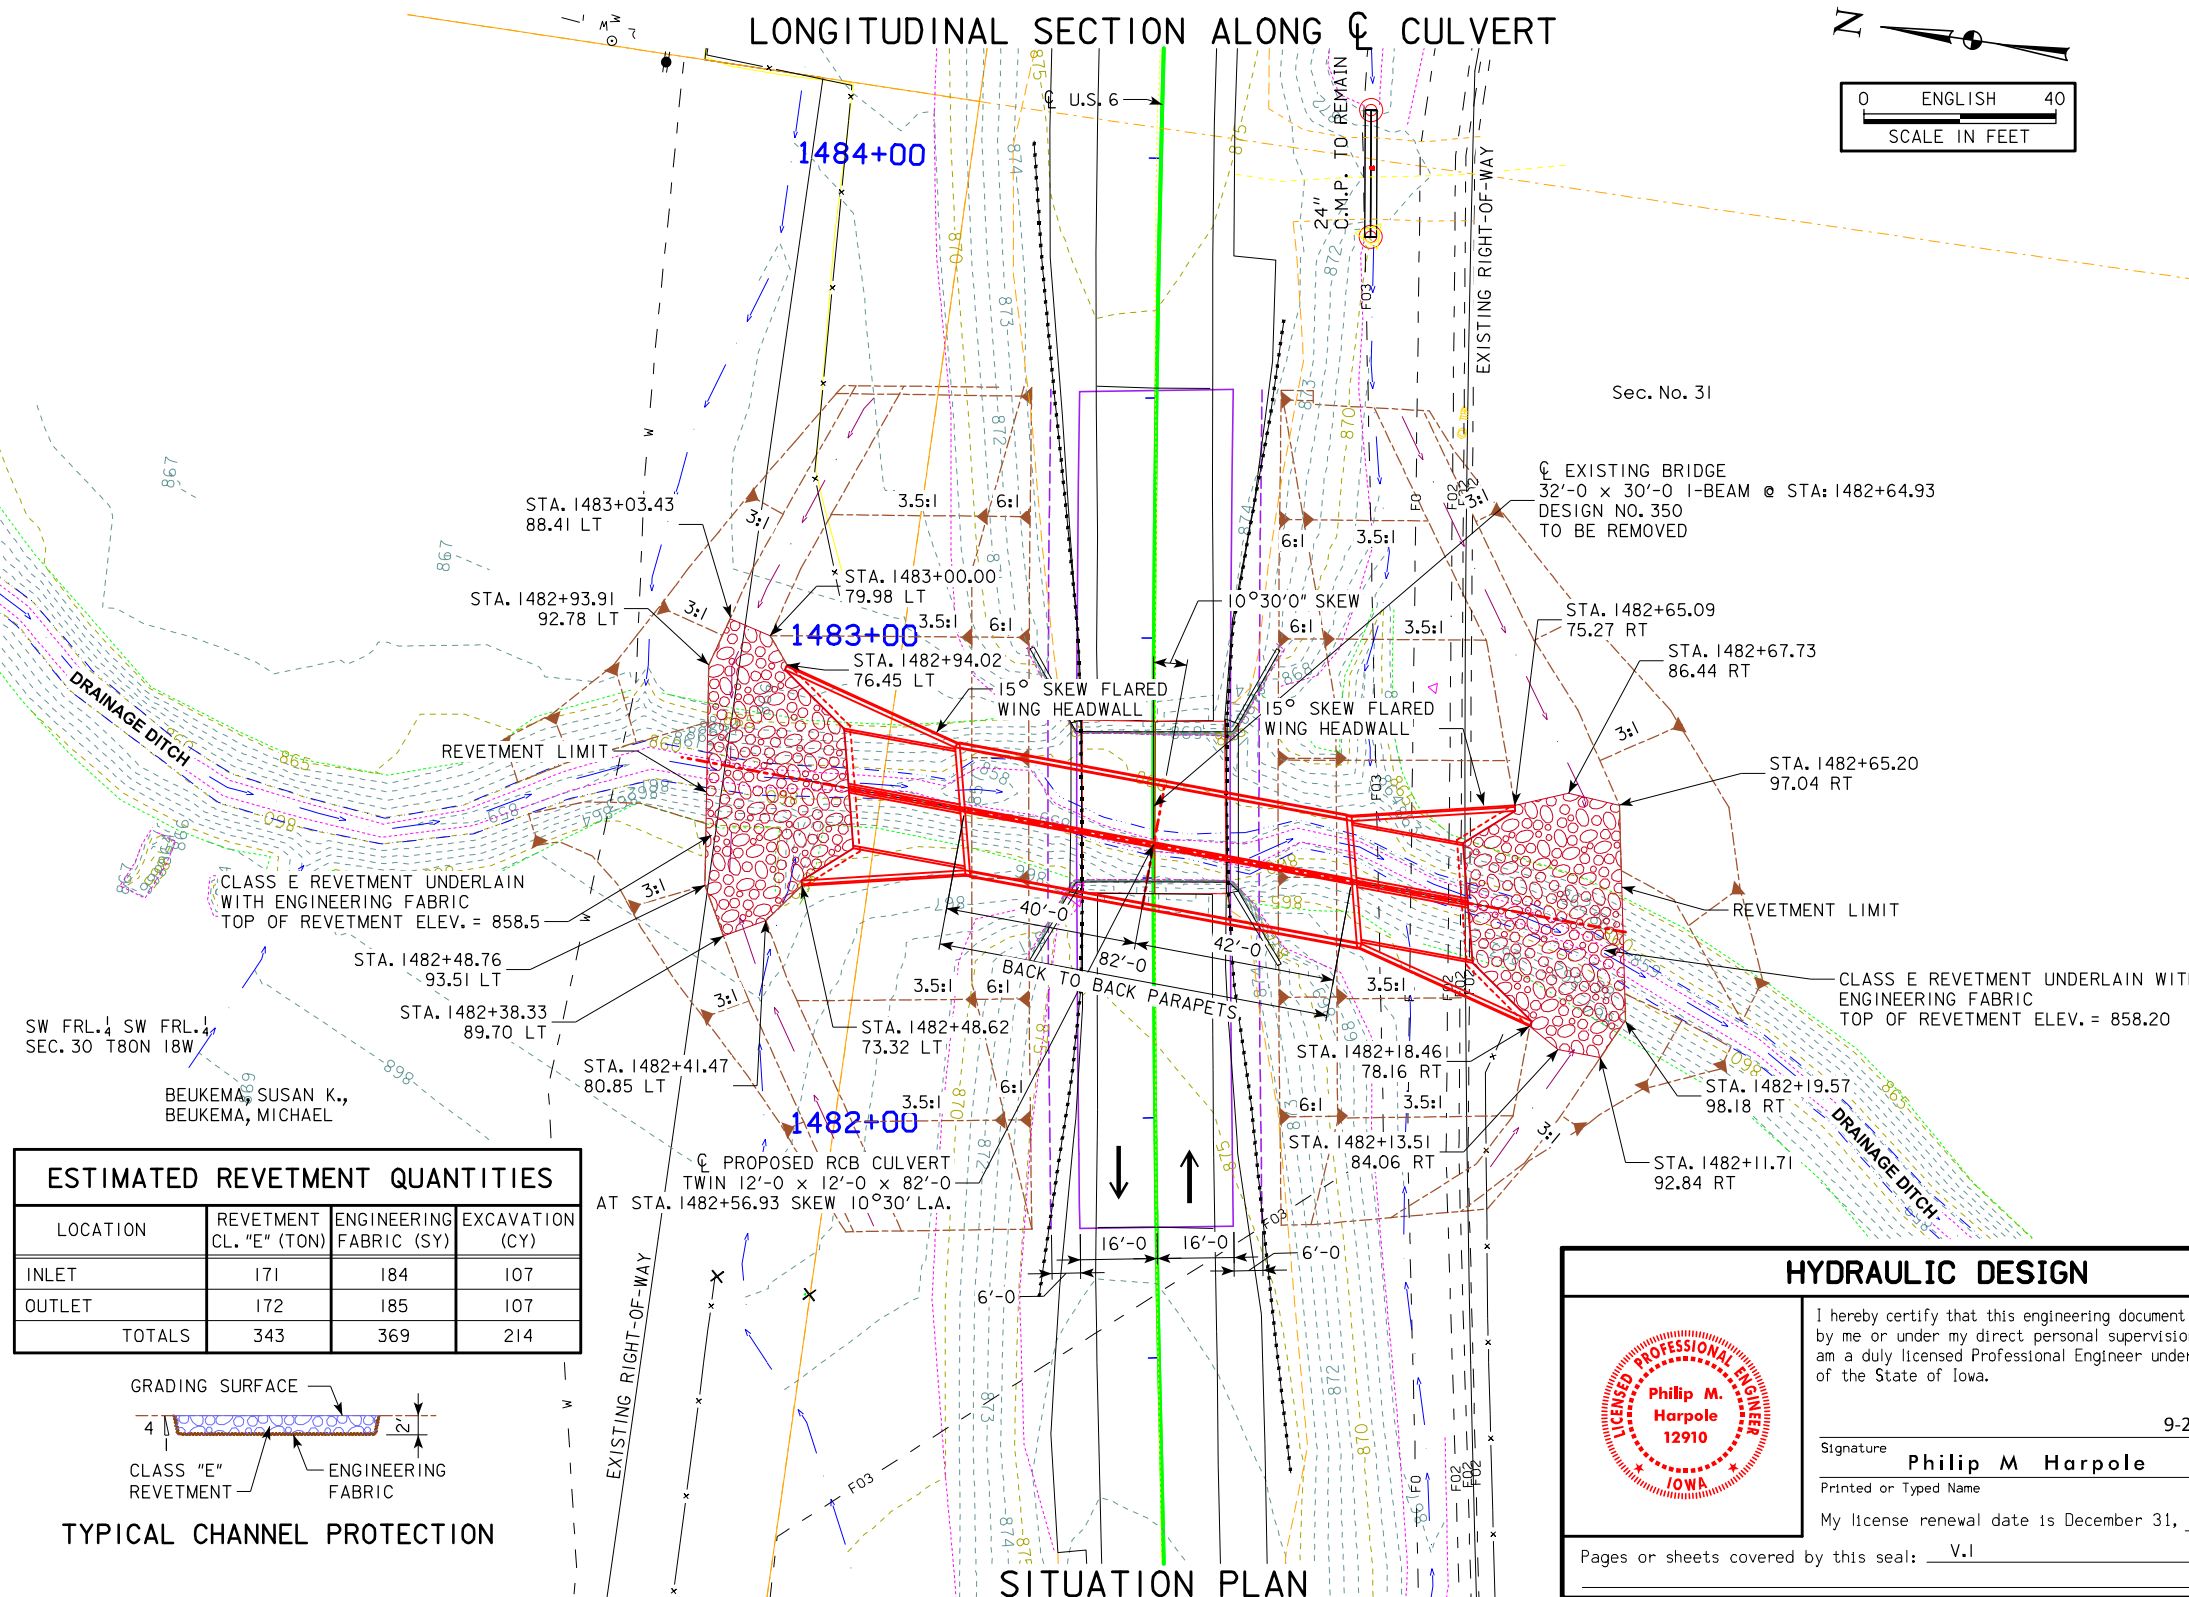 LONGITUDINAL SECTION ALONG ℄ CULVERT
N
0 ENGLISH 40
SCALE IN FEET
℄ U.S. 6
1484+00
24"
C.M.P. TO REMAIN
EXISTING RIGHT-OF-WAY
Sec. No. 31
℄ EXISTING BRIDGE
32'-0 x 30'-0 I-BEAM @ STA: 1482+64.93
DESIGN NO. 350
TO BE REMOVED
STA. 1483+03.43
88.41 LT
STA. 1482+93.91
92.78 LT
STA. 1483+00.00
79.98 LT
1483+00
STA. 1482+94.02
76.45 LT
15° SKEW FLARED
WING HEADWALL
10°30'0" SKEW
15° SKEW FLARED
WING HEADWALL
STA. 1482+65.09
75.27 RT
STA. 1482+67.73
86.44 RT
STA. 1482+65.20
97.04 RT
3.5:1
6:1
3:1
DRAINAGE DITCH
REVETMENT LIMIT
CLASS E REVETMENT UNDERLAIN
WITH ENGINEERING FABRIC
TOP OF REVETMENT ELEV. = 858.5
STA. 1482+48.76
93.51 LT
STA. 1482+38.33
89.70 LT
STA. 1482+41.47
80.85 LT
STA. 1482+48.62
73.32 LT
40'-0
42'-0
82'-0
BACK TO BACK PARAPETS
REVETMENT LIMIT
CLASS E REVETMENT UNDERLAIN WIT
ENGINEERING FABRIC
TOP OF REVETMENT ELEV. = 858.20
STA. 1482+18.46
78.16 RT
STA. 1482+13.51
84.06 RT
STA. 1482+19.57
98.18 RT
STA. 1482+11.71
92.84 RT
DRAINAGE DITCH
SW FRL. ¼ SW FRL. ¼
SEC. 30 T80N 18W
BEUKEMA, SUSAN K.,
BEUKEMA, MICHAEL
1482+00
℄ PROPOSED RCB CULVERT
TWIN 12'-0 x 12'-0 x 82'-0
AT STA. 1482+56.93 SKEW 10°30' L.A.
16'-0 16'-0
6'-0 6'-0
EXISTING RIGHT-OF-WAY
ESTIMATED REVETMENT QUANTITIES
LOCATION REVETMENT CL. "E" (TON) ENGINEERING FABRIC (SY) EXCAVATION (CY)
INLET 171 184 107
OUTLET 172 185 107
TOTALS 343 369 214
GRADING SURFACE
4
1
2'
CLASS "E"
REVETMENT
ENGINEERING
FABRIC
TYPICAL CHANNEL PROTECTION
SITUATION PLAN
HYDRAULIC DESIGN
LICENSED PROFESSIONAL ENGINEER
Philip M.
Harpole
12910
IOWA
I hereby certify that this engineering document
by me or under my direct personal supervisio
am a duly licensed Professional Engineer under
of the State of Iowa.
9-2
Signature
Philip M Harpole
Printed or Typed Name
My license renewal date is December 31,
Pages or sheets covered by this seal: V.1